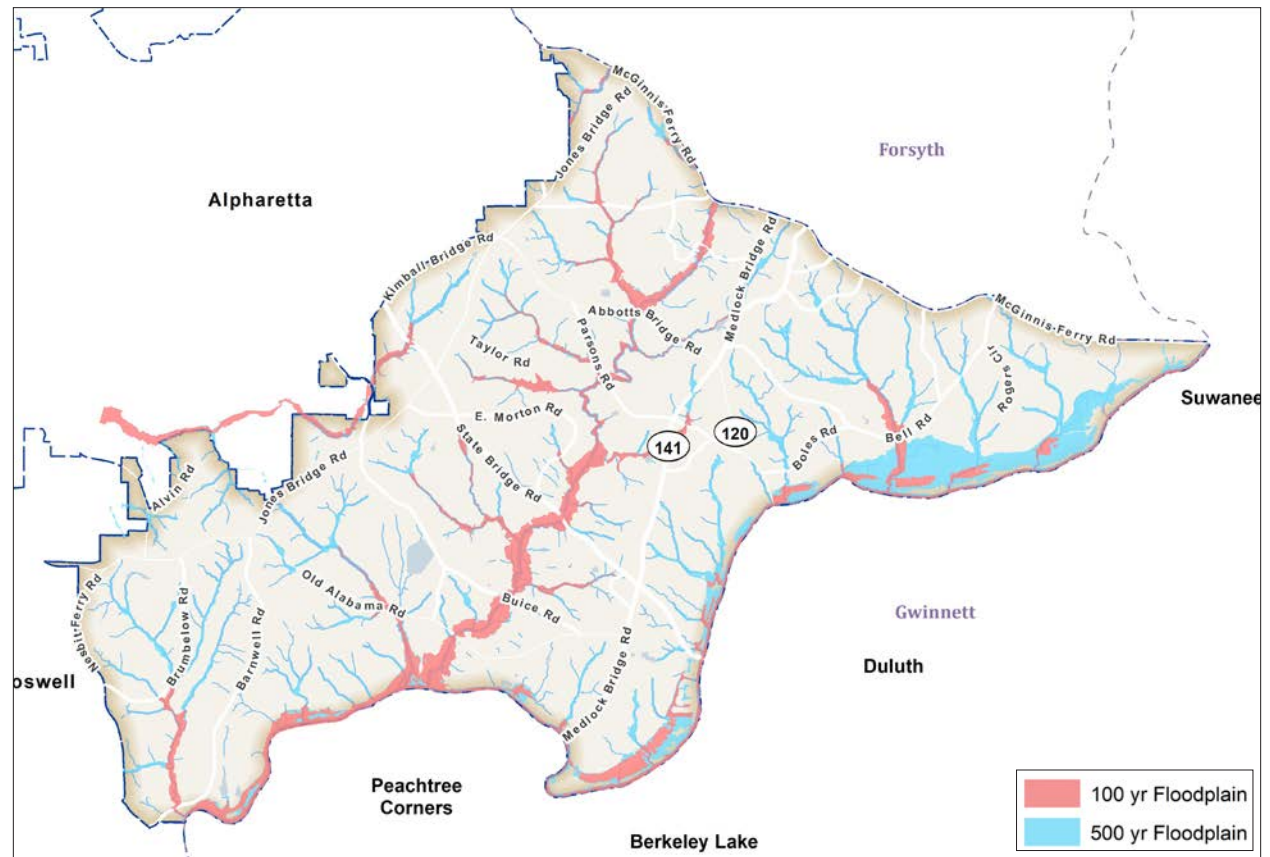 McGinnis-Ferry-Rd
Jones Bridge Rd
Forsyth
Alpharetta
Kimball-Bridge Rd
Medlock Bridge Rd
Abbotts Bridge Rd
McGinnis-Ferry Rd
Parsons Rd
Taylor Rd
Rogers Cir
Suwanee
E. Morton Rd
State Bridge Rd
141
120
Boles Rd
Bell Rd
Alvin Rd
Jones Bridge Rd
Old Alabama Rd
Buice Rd
Nesbit-Ferry Rd
Brumbelow Rd
Barnwell Rd
Gwinnett
Duluth
oswell
Medlock Bridge Rd
Peachtree
Corners
Berkeley Lake
100 yr Floodplain
500 yr Floodplain